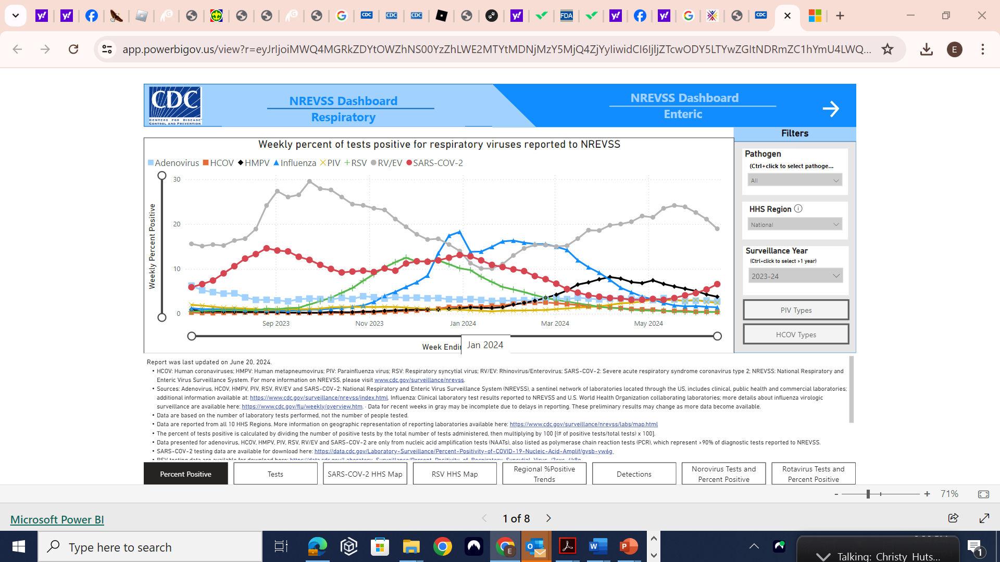 app.powerbigov.us/view?r=eyJrIjoiMWQ4MGRkZDYtOWZhNS00YzZhLWE2MTYtMDNjMzY5MjQ4ZjYyIiwidCI6IjljZTcwODY5LTYwZGItNDRmZC1hYmU4LWQ...
E
CDC
CENTERS FOR DISEASE
CONTROL AND PREVENTION
NREVSS Dashboard
Respiratory
NREVSS Dashboard
Enteric
Filters
Weekly percent of tests positive for respiratory viruses reported to NREVSS
Adenovirus HCOV HMPV Influenza PIV RSV RV/EV SARS-COV-2
Weekly Percent Positive
30
20
10
0
Sep 2023 Nov 2023 Jan 2024 Mar 2024 May 2024
Week Endin
Jan 2024
Pathogen
(Ctrl+click to select pathoge...
All
HHS Region
National
Surveillance Year
(Ctrl+click to select >1 year)
2023-24
PIV Types
HCOV Types
Report was last updated on June 20, 2024.
• HCOV: Human coronaviruses; HMPV: Human metapneumovirus; PIV: Parainfluenza virus; RSV: Respiratory syncytial virus; RV/EV: Rhinovirus/Enterovirus; SARS-COV-2: Severe acute respiratory syndrome coronavirus type 2; NREVSS: National Respiratory and
Enteric Virus Surveillance System. For more information on NREVSS, please visit www.cdc.gov/surveillance/nrevss.
• Sources: Adenovirus, HCOV, HMPV, PIV, RSV, RV/EV and SARS-COV-2: National Respiratory and Enteric Virus Surveillance System (NREVSS), a sentinel network of laboratories located through the US, includes clinical, public health and commercial laboratories;
additional information available at: https://www.cdc.gov/surveillance/nrevss/index.html. Influenza: Clinical laboratory test results reported to NREVSS and U.S. World Health Organization collaborating laboratories; more details about influenza virologic
surveillance are available here: https://www.cdc.gov/flu/weekly/overview.htm. · Data for recent weeks in gray may be incomplete due to delays in reporting. These preliminary results may change as more data become available.
• Data are based on the number of laboratory tests performed, not the number of people tested.
• Data are reported from all 10 HHS Regions. More information on geographic representation of reporting laboratories available here: https://www.cdc.gov/surveillance/nrevss/labs/map.html
• The percent of tests positive is calculated by dividing the number of positive tests by the total number of tests administered, then multiplying by 100 [(# of positive tests/total tests) x 100].
• Data presented for adenovirus, HCOV, HMPV, PIV, RSV, RV/EV and SARS-COV-2 are only from nucleic acid amplification tests (NAATs), also listed as polymerase chain reaction tests (PCR), which represent >90% of diagnostic tests reported to NREVSS.
• SARS-COV-2 testing data are available for download here: https://data.cdc.gov/Laboratory-Surveillance/Percent-Positivity-of-COVID-19-Nucleic-Acid-Amplif/gvsb-yw6g
• RSV testing data are available for download here:
Percent Positive
Tests
SARS-COV-2 HHS Map
RSV HHS Map
Regional %Positive
Trends
Detections
Norovirus Tests and
Percent Positive
Rotavirus Tests and
Percent Positive
- + 71%
Microsoft Power BI
1 of 8
Type here to search
Talking: Christy Huts...
1